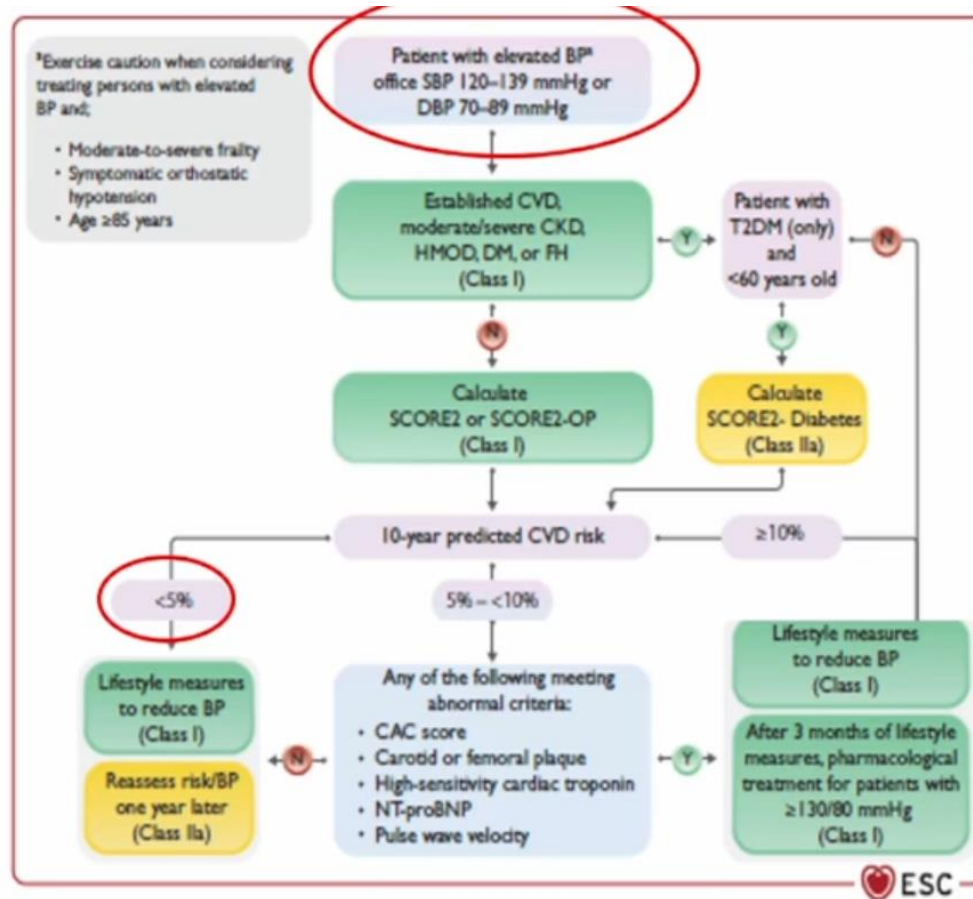 ªExercise caution when considering
treating persons with elevated
BP and;
• Moderate-to-severe frailty
• Symptomatic orthostatic
hypotension
• Age ≥85 years
Patient with elevated BPª
office SBP 120–139 mmHg or
DBP 70–89 mmHg
Established CVD,
moderate/severe CKD,
HMOD, DM, or FH
(Class I)
Y
Patient with
T2DM (only)
and
<60 years old
N
N
Y
Calculate
SCORE2 or SCORE2-OP
(Class I)
Calculate
SCORE2- Diabetes
(Class IIa)
10-year predicted CVD risk
≥10%
<5%
5% – <10%
Lifestyle measures
to reduce BP
(Class I)
Reassess risk/BP
one year later
(Class IIa)
N
Any of the following meeting
abnormal criteria:
• CAC score
• Carotid or femoral plaque
• High-sensitivity cardiac troponin
• NT-proBNP
• Pulse wave velocity
Y
Lifestyle measures
to reduce BP
(Class I)
After 3 months of lifestyle
measures, pharmacological
treatment for patients with
≥130/80 mmHg
(Class I)
ESC